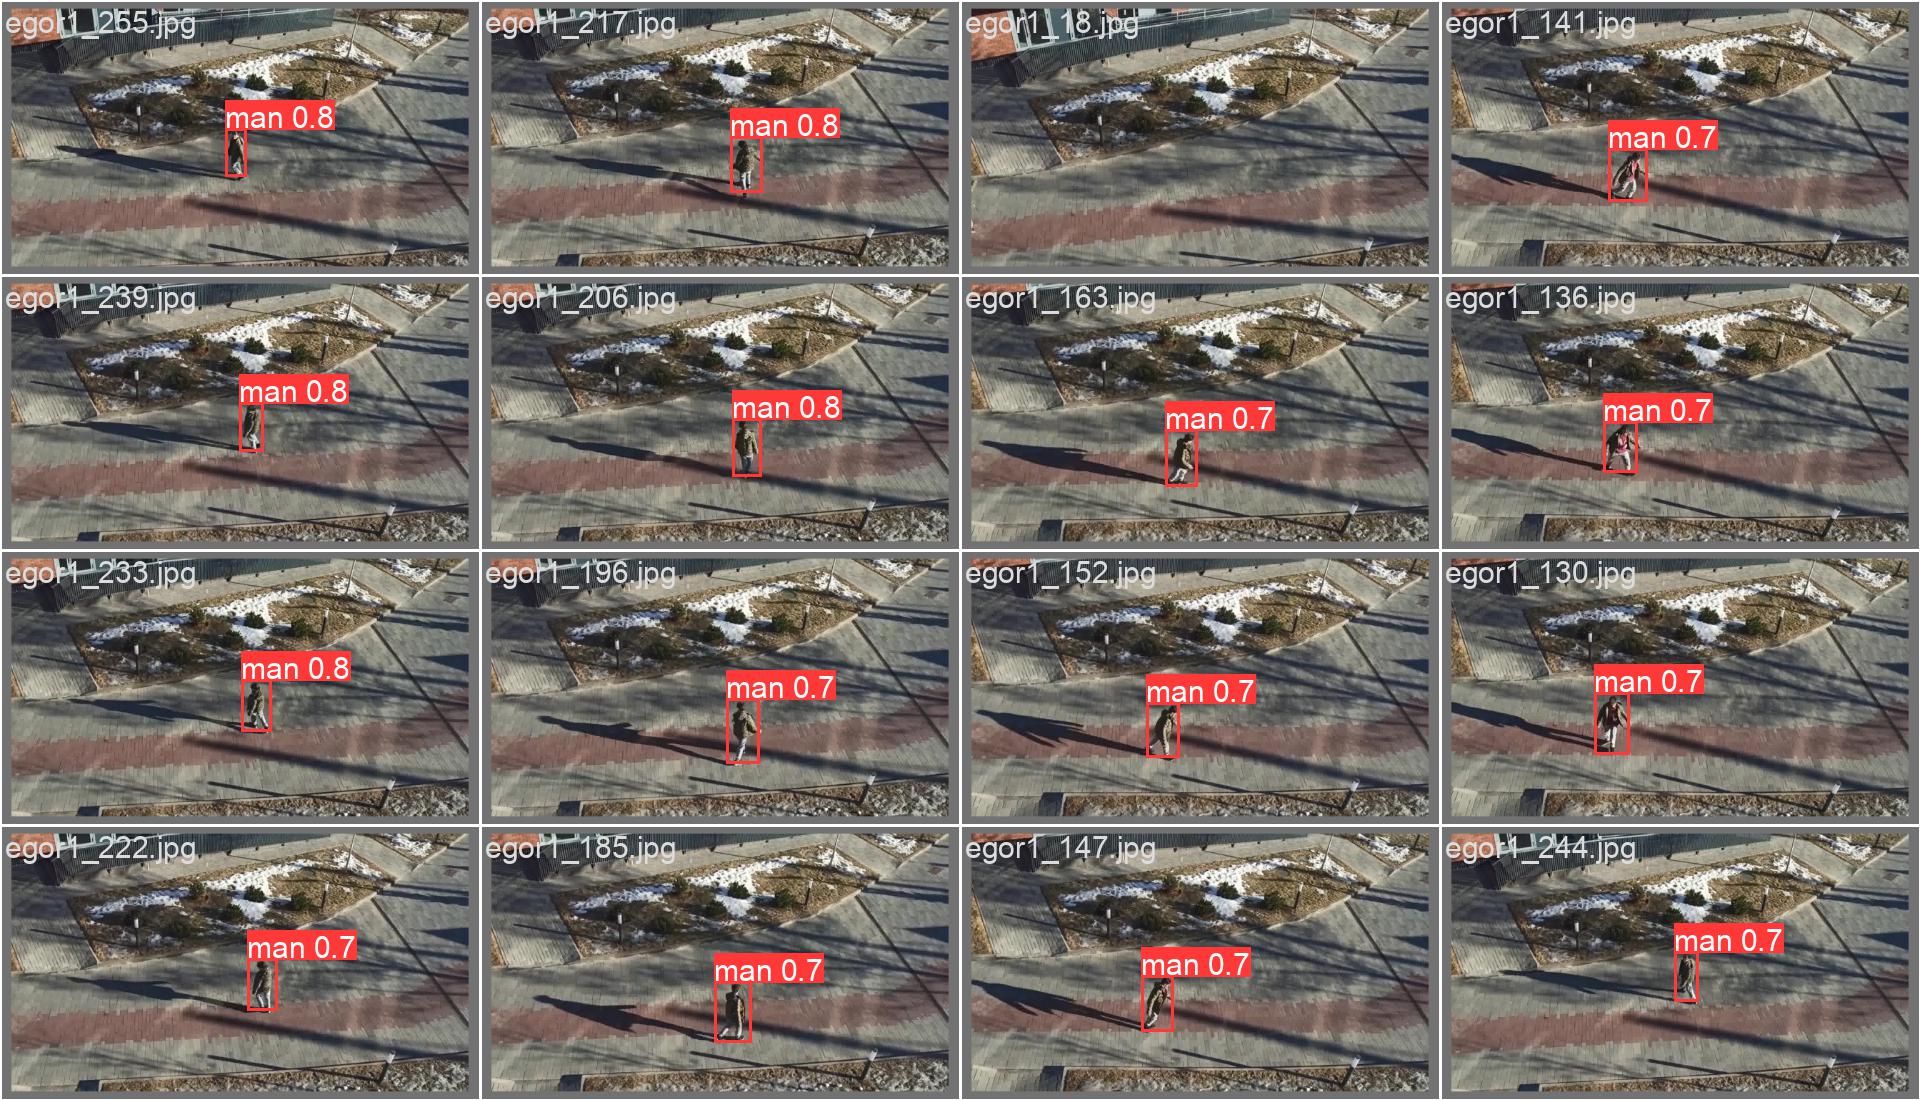 egor1_265.jpg
man 0.8
egor1_217.jpg
man 0.8
egor1_18.jpg
egor1_141.jpg
man 0.7
egor1_239.jpg
man 0.8
egor1_206.jpg
man 0.8
egor1_163.jpg
man 0.7
egor1_136.jpg
man 0.7
egor1_233.jpg
man 0.8
egor1_196.jpg
man 0.7
egor1_152.jpg
man 0.7
egor1_130.jpg
man 0.7
egor1_222.jpg
man 0.7
egor1_185.jpg
man 0.7
egor1_147.jpg
man 0.7
egor1_244.jpg
man 0.7